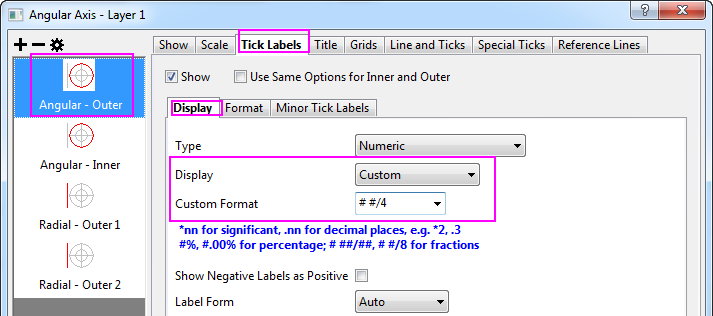 Angular Axis - Layer 1
Show Scale Tick Labels Title Grids Line and Ticks Special Ticks Reference Lines
Show Use Same Options for Inner and Outer
Angular - Outer
Display Format Minor Tick Labels
Type Numeric
Angular - Inner
Display Custom
Custom Format # #/4
Radial - Outer 1
*nn for significant, .nn for decimal places, e.g. *2, .3
#%, #.00% for percentage; # ##/##, # #/8 for fractions
Show Negative Labels as Positive
Radial - Outer 2
Label Form Auto